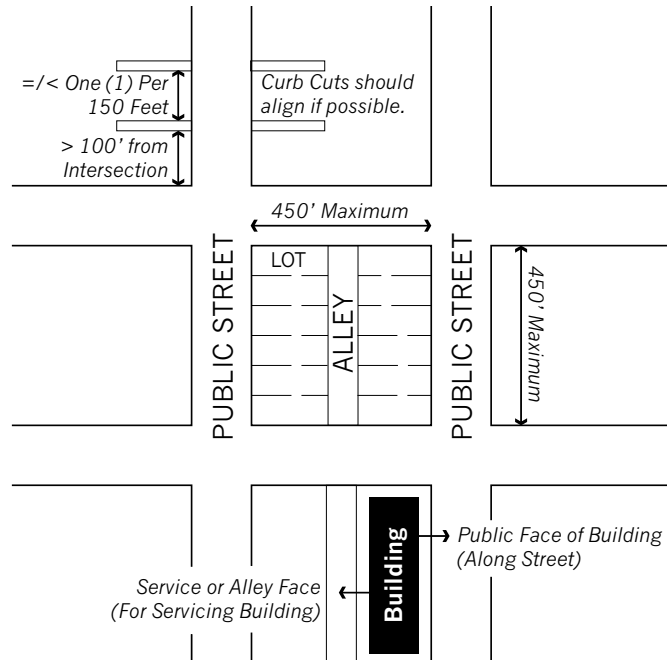 =/< One (1) Per
150 Feet
Curb Cuts should
align if possible.
> 100' from
Intersection
450' Maximum
PUBLIC STREET
LOT
ALLEY
PUBLIC STREET
450' Maximum
Building
Public Face of Building
(Along Street)
Service or Alley Face
(For Servicing Building)